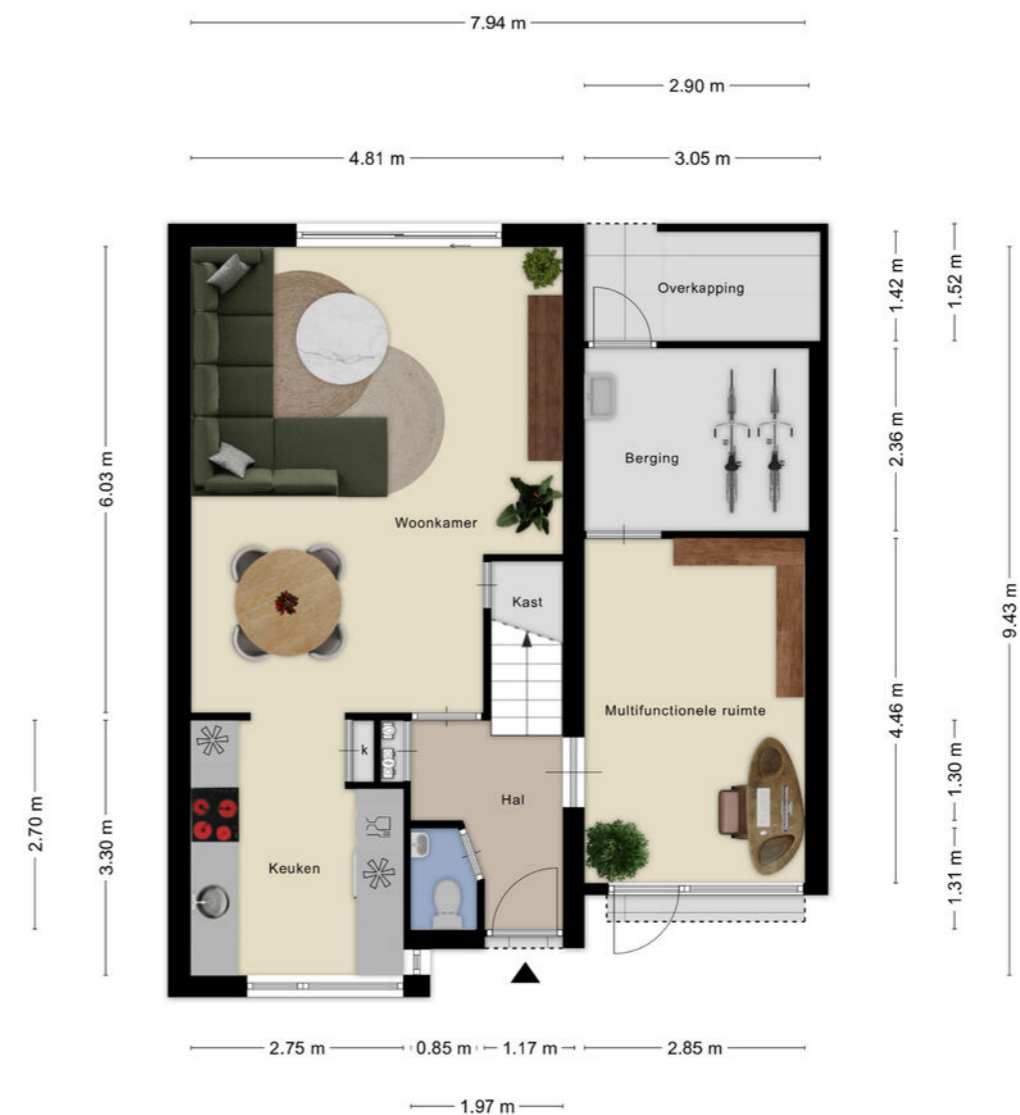 7.94 m
2.90 m
4.81 m
3.05 m
Overkapping
1.42 m
1.52 m
Berging
2.36 m
6.03 m
Woonkamer
Kast
9.43 m
Multifunctionele ruimte
4.46 m
k
Hal
1.30 m
2.70 m
3.30 m
Keuken
1.31 m
2.75 m
0.85 m
1.17 m
2.85 m
1.97 m